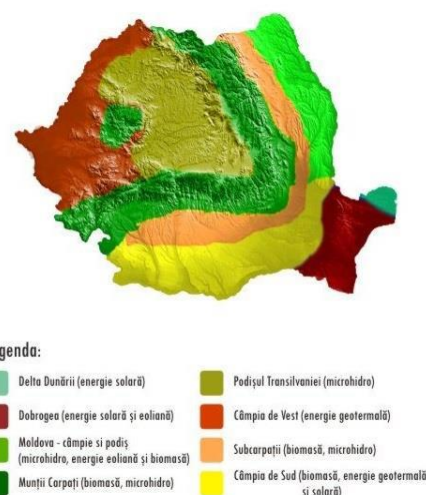 genda:
Delta Dunării (energie solară)
Dobrogea (energie solară și eoliană)
Moldova - câmpie si podiș
(microhidro, energie eoliană și biomasă)
Munții Carpați (biomasă, microhidro)
Podișul Transilvaniei (microhidro)
Câmpia de Vest (energie geotermală)
Subcarpații (biomasă, microhidro)
Câmpia de Sud (biomasă, energie geotermală
și solară)